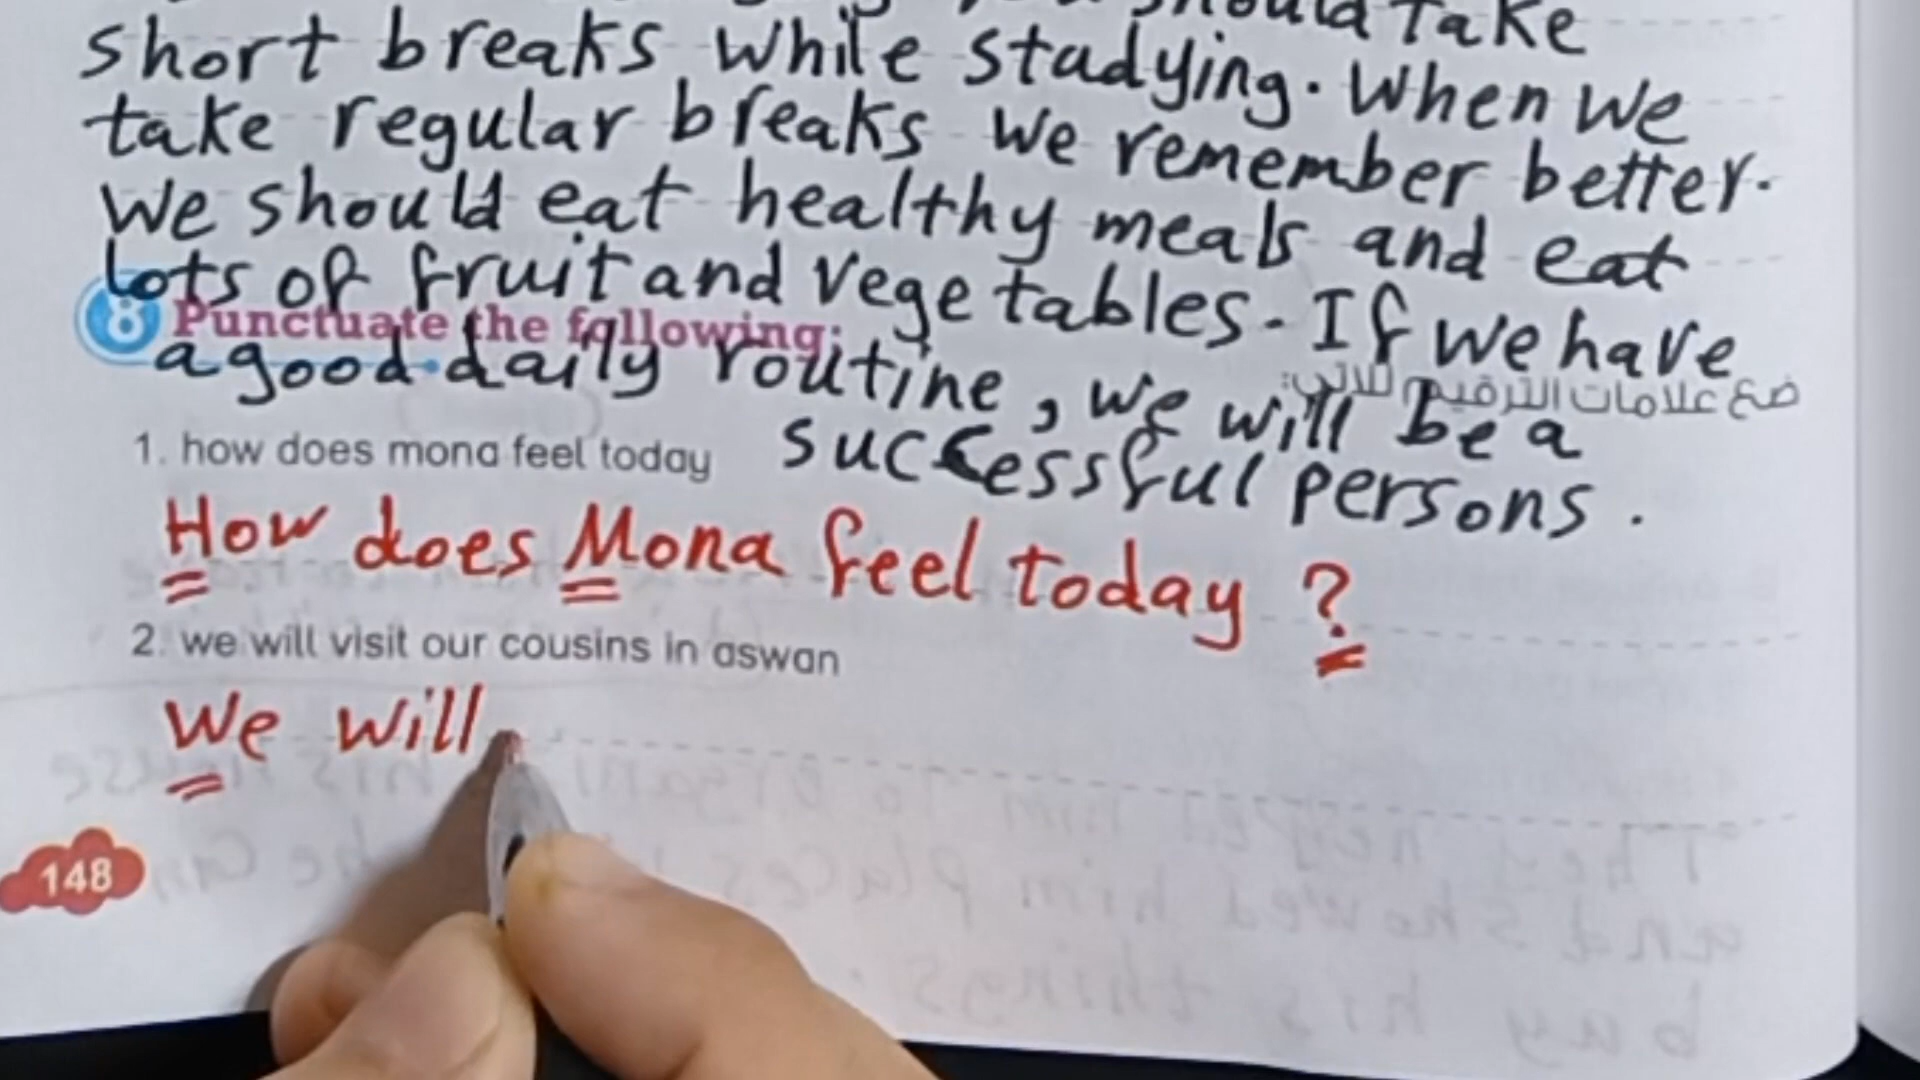 should take
short breaks while studying. When we
take regular breaks we remember better.
We should eat healthy meals and eat
lots of fruit and vegetables. If we have
8 Punctuate the following:
a good daily routine, we will be a
ضع علامات الترقيم للآتي:
successful persons.
1. how does mona feel today
How does Mona feel today ?
2. we will visit our cousins in aswan
We will
148